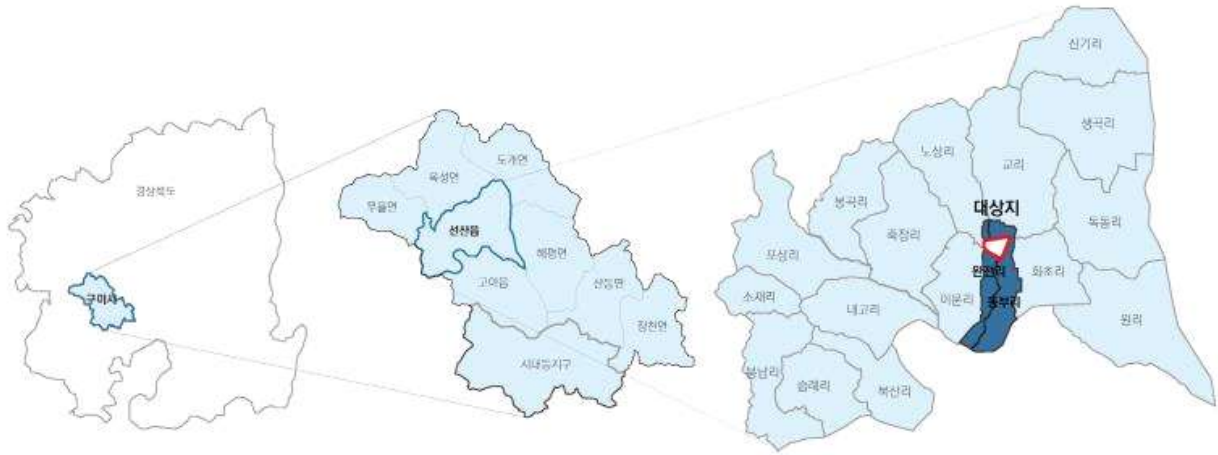 경상북도
구미시
도개면
옥성면
무을면
선산읍
해평면
고아읍
산동면
장천면
시내동지구
신기리
생곡리
노상리
교리
봉곡리
대상지
독동리
죽장리
포상리
완전리
화조리
소재리
이문리
동부리
내고리
원리
봉남리
습례리
북산리